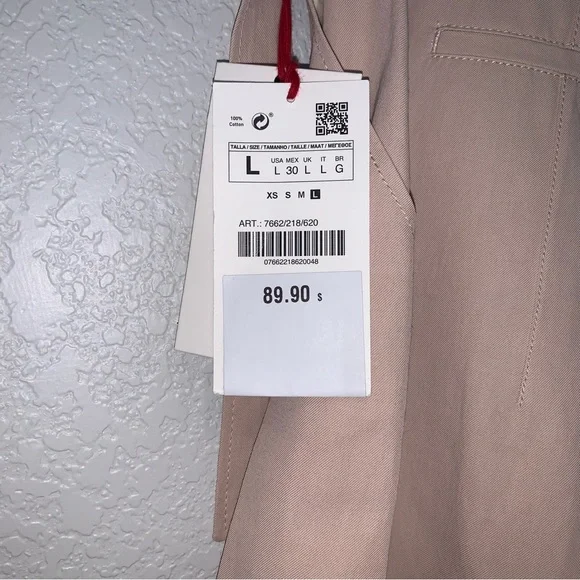 100%
Cotton
TALLA / SIZE / TAMANHO / TAILLE / MAAT / ΜΕΓΕΘΟΣ
L USA MEX UK IT BR
L 30 L L G
XS S M L
ART.: 7662/218/620
07662218620048
89.90 s